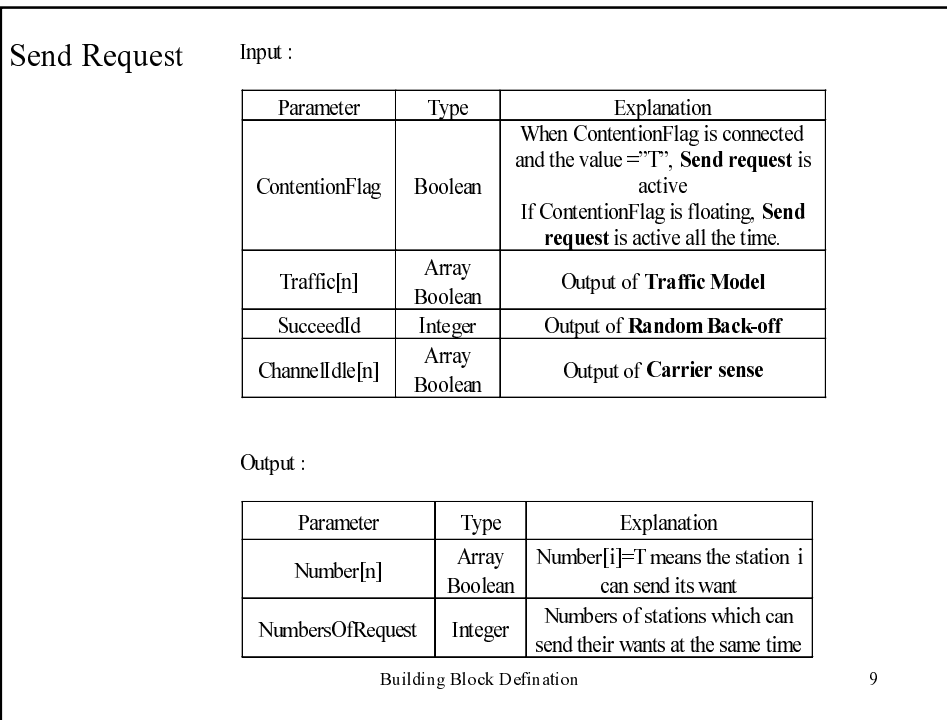 Send Request
Input :
Parameter Type Explanation
ContentionFlag Boolean When ContentionFlag is connected
and the value =”T”, Send request is
active
If ContentionFlag is floating, Send
request is active all the time.
Traffic[n] Array
Boolean Output of Traffic Model
SucceedId Integer Output of Random Back-off
ChannelIdle[n] Array
Boolean Output of Carrier sense
Output :
Parameter Type Explanation
Number[n] Array
Boolean Number[i]=T means the station i
can send its want
NumbersOfRequest Integer Numbers of stations which can
send their wants at the same time
Building Block Defination 9